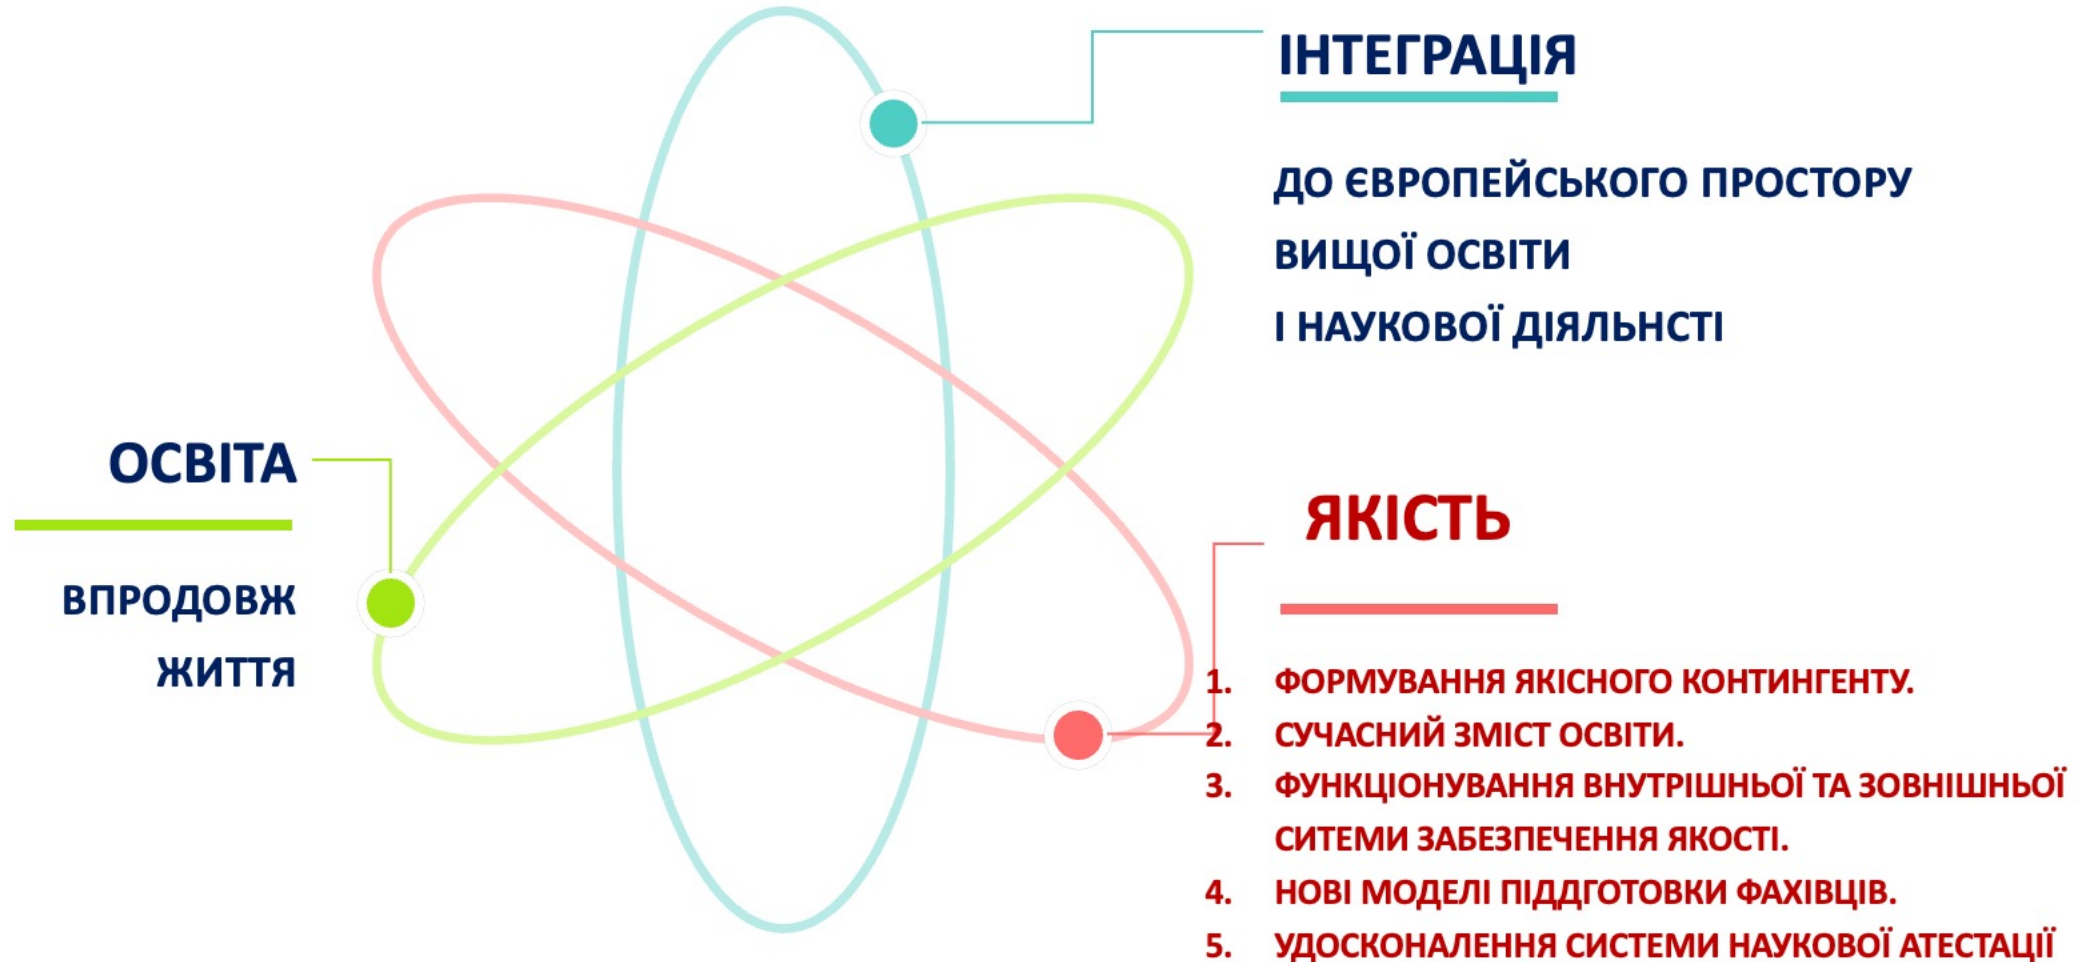 ІНТЕГРАЦІЯ
ДО ЄВРОПЕЙСЬКОГО ПРОСТОРУ
ВИЩОЇ ОСВІТИ
І НАУКОВОЇ ДІЯЛЬНСТІ
ОСВІТА
ВПРОДОВЖ
ЖИТТЯ
ЯКІСТЬ
1. ФОРМУВАННЯ ЯКІСНОГО КОНТИНГЕНТУ.
2. СУЧАСНИЙ ЗМІСТ ОСВІТИ.
3. ФУНКЦІОНУВАННЯ ВНУТРІШНЬОЇ ТА ЗОВНІШНЬОЇ
СИТЕМИ ЗАБЕЗПЕЧЕННЯ ЯКОСТІ.
4. НОВІ МОДЕЛІ ПІДДГОТОВКИ ФАХІВЦІВ.
5. УДОСКОНАЛЕННЯ СИСТЕМИ НАУКОВОЇ АТЕСТАЦІЇ